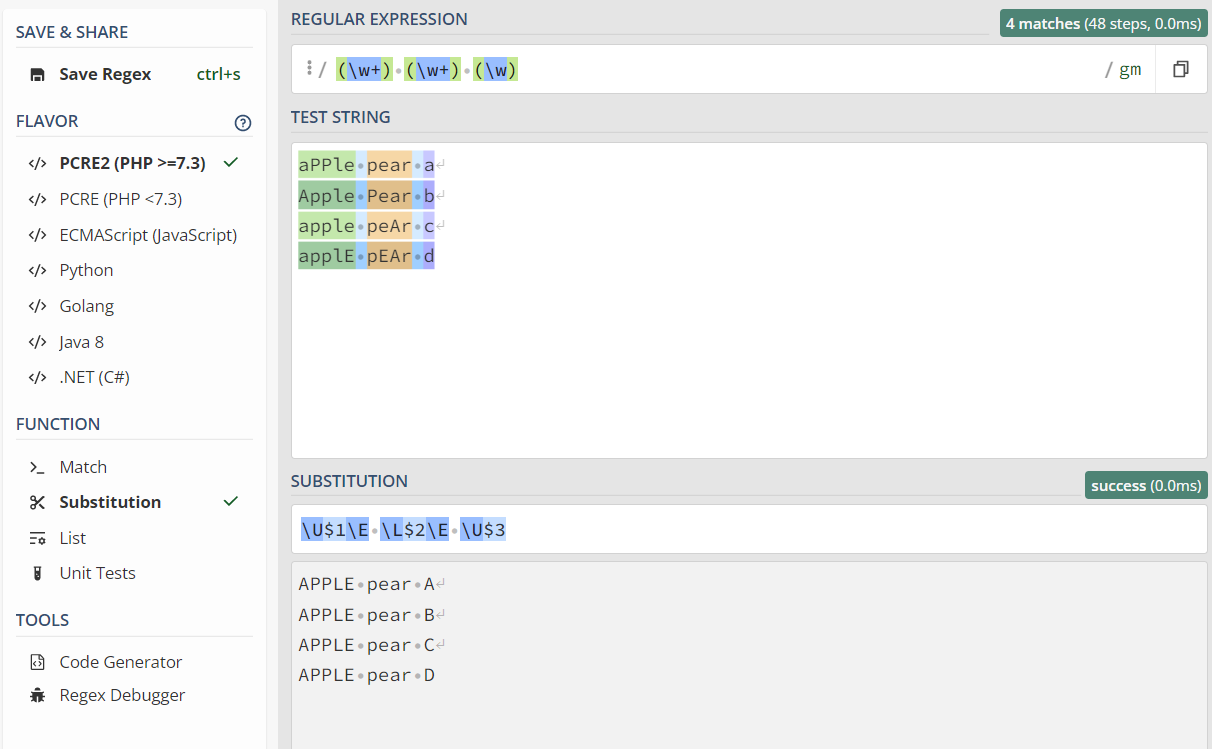 SAVE & SHARE
Save Regex ctrl+s
FLAVOR
</> PCRE2 (PHP >=7.3)
</> PCRE (PHP <7.3)
</> ECMAScript (JavaScript)
</> Python
</> Golang
</> Java 8
</> .NET (C#)
FUNCTION
Match
Substitution
List
Unit Tests
TOOLS
Code Generator
Regex Debugger
REGULAR EXPRESSION
4 matches (48 steps, 0.0ms)
/ (\w+)·(\w+)·(\w) / gm
TEST STRING
aPPle·pear·a↵
Apple·Pear·b↵
apple·peAr·c↵
applE·pEAr·d
SUBSTITUTION
success (0.0ms)
\U$1\E·\L$2\E·\U$3
APPLE·pear·A↵
APPLE·pear·B↵
APPLE·pear·C↵
APPLE·pear·D